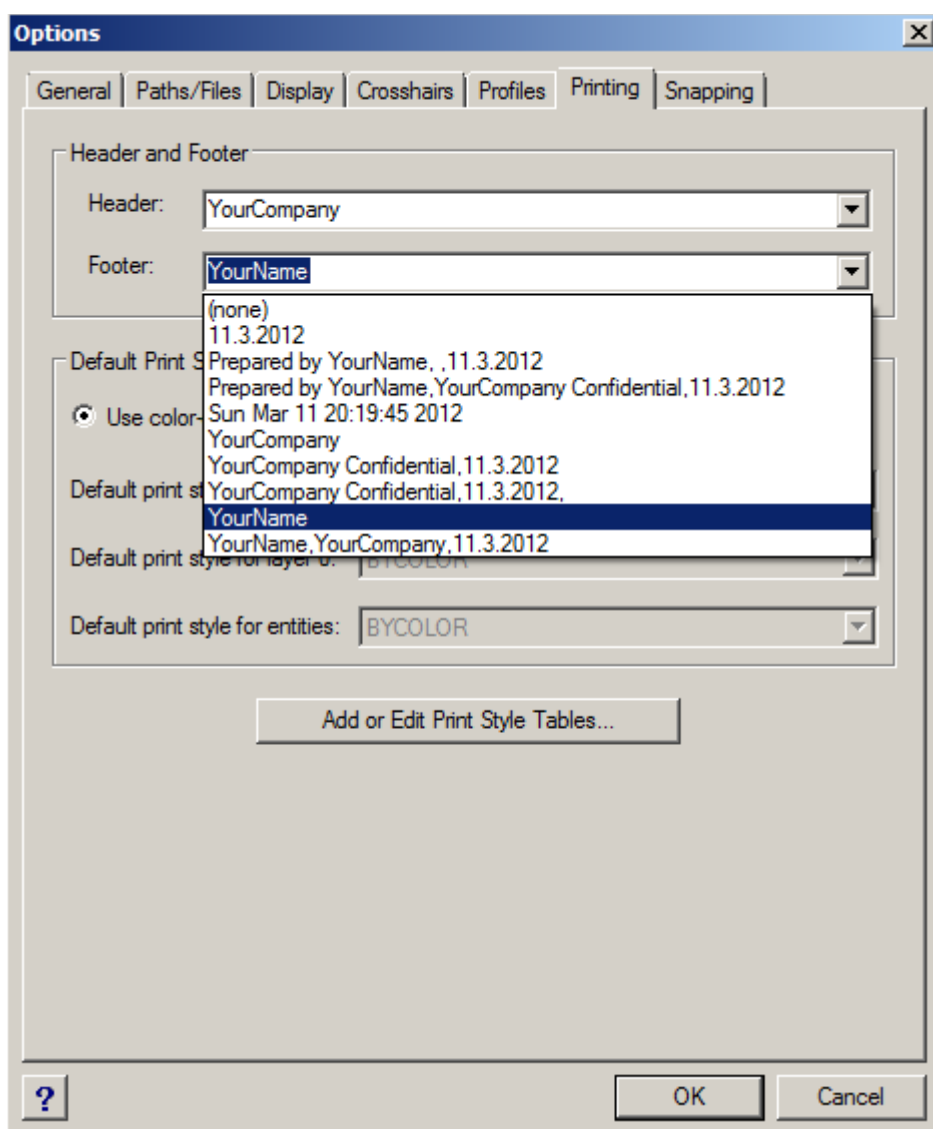 Options
General Paths/Files Display Crosshairs Profiles Printing Snapping
Header and Footer
Header: YourCompany
Footer: YourName
(none)
11.3.2012
Prepared by YourName, ,11.3.2012
Prepared by YourName,YourCompany Confidential,11.3.2012
Sun Mar 11 20:19:45 2012
YourCompany
YourCompany Confidential,11.3.2012
YourCompany Confidential,11.3.2012,
YourName
YourName,YourCompany,11.3.2012
Default Print S
Use color-
Default print st
Default print style for layer 0: BYCOLOR
Default print style for entities: BYCOLOR
Add or Edit Print Style Tables...
? OK Cancel